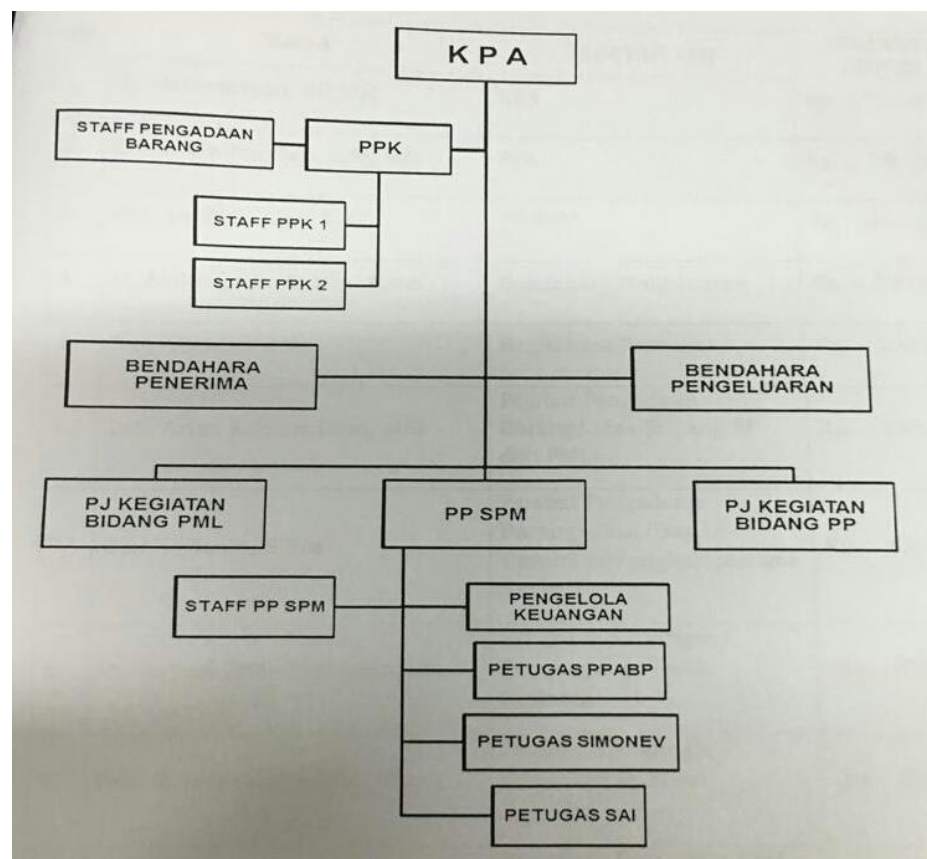 KPA
STAFF PENGADAAN
BARANG
PPK
STAFF PPK 1
STAFF PPK 2
BENDAHARA
PENERIMA
BENDAHARA
PENGELUARAN
PJ KEGIATAN
BIDANG PML
PP SPM
PJ KEGIATAN
BIDANG PP
STAFF PP SPM
PENGELOLA
KEUANGAN
PETUGAS PPABP
PETUGAS SIMONEV
PETUGAS SAI